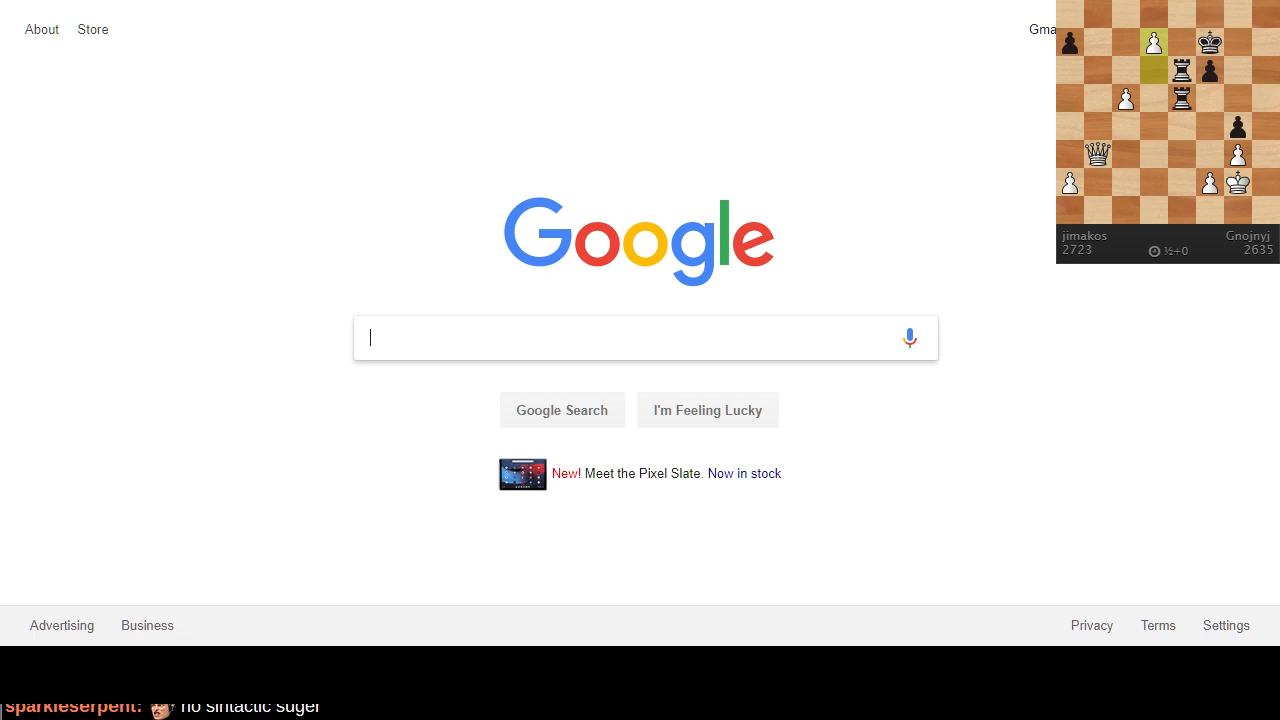 About Store Gma
Google
Google Search I'm Feeling Lucky
New! Meet the Pixel Slate. Now in stock
jimakos Gnojnyj
2723 ½+0 2635
Advertising Business Privacy Terms Settings
sparkleserpent: no sintactic suger